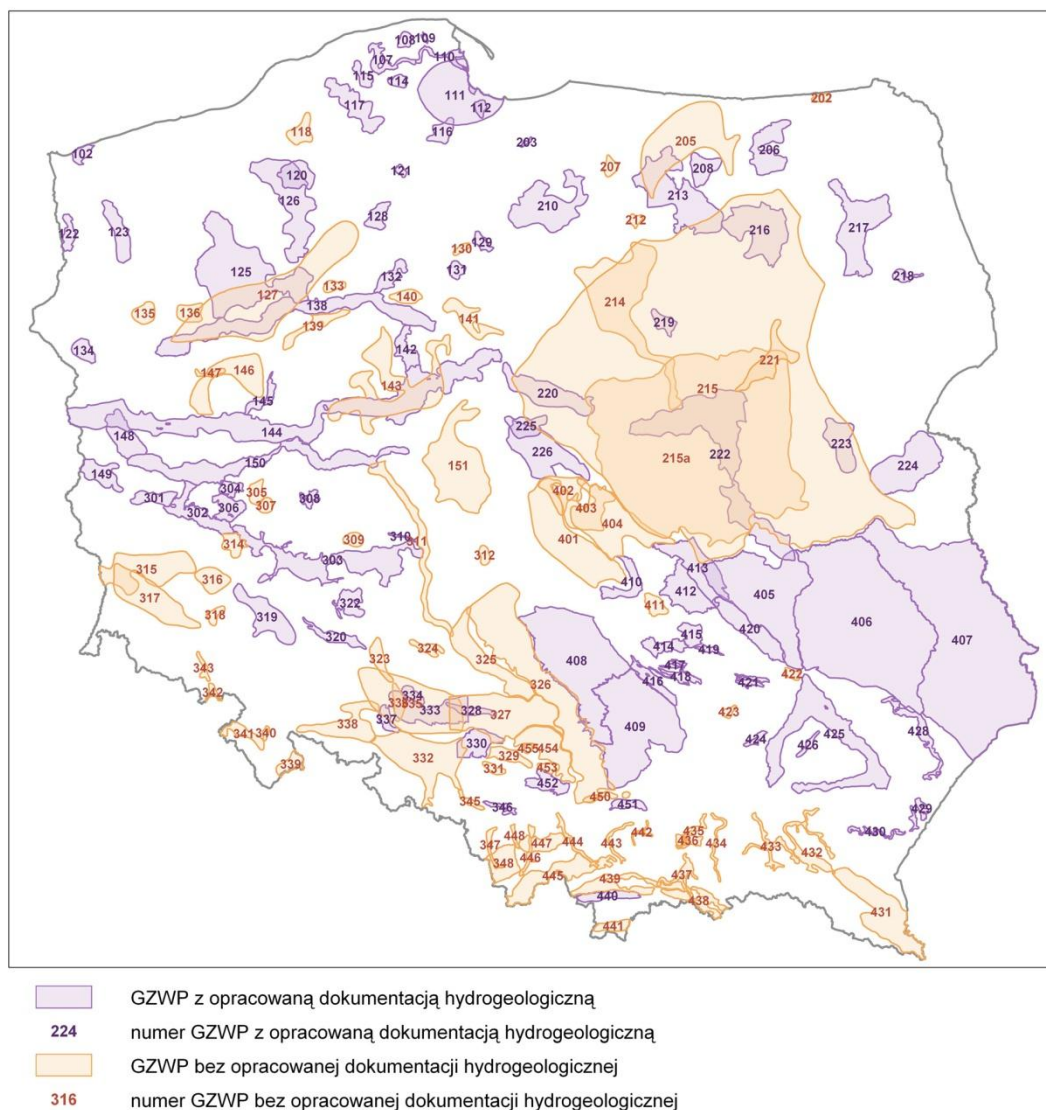 108 109
107 110
115 114 111
117 112
118 116
202
102 203 205
206
120 121 207 208
126
210 213
122 123 128 212 216 217
129
130
125 131 218
127 132
133
135 136 138 140
139 141 214 219
134 142
147 146 143 221
145 220 215
144
148 225 222 223
150 226 151 215a 224
149
304 305
301 306 307 308 402
302 403
401 404
310 311
314 309 312
303 413
315 316 410 405
317 322 412
318 319 411 406 407
320 420
324 415
323 325 408 414 419
343 417
416 418
342 326 421 422
334
336 335 333 328 327 409 423
337
338 428
341 340 330 455 454 424 425
332 329 426
339 331 453
452
345 346 450 451 429
430
448 442 435
347 447 444 443 436 434 433 432
348 446
445 439 437
440 438
441 431
GZWP z opracowaną dokumentacją hydrogeologiczną
224 numer GZWP z opracowaną dokumentacją hydrogeologiczną
GZWP bez opracowanej dokumentacji hydrogeologicznej
316 numer GZWP bez opracowanej dokumentacji hydrogeologicznej